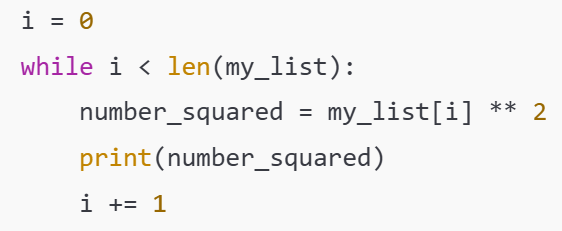 i = 0
while i < len(my_list):
    number_squared = my_list[i] ** 2
    print(number_squared)
    i += 1